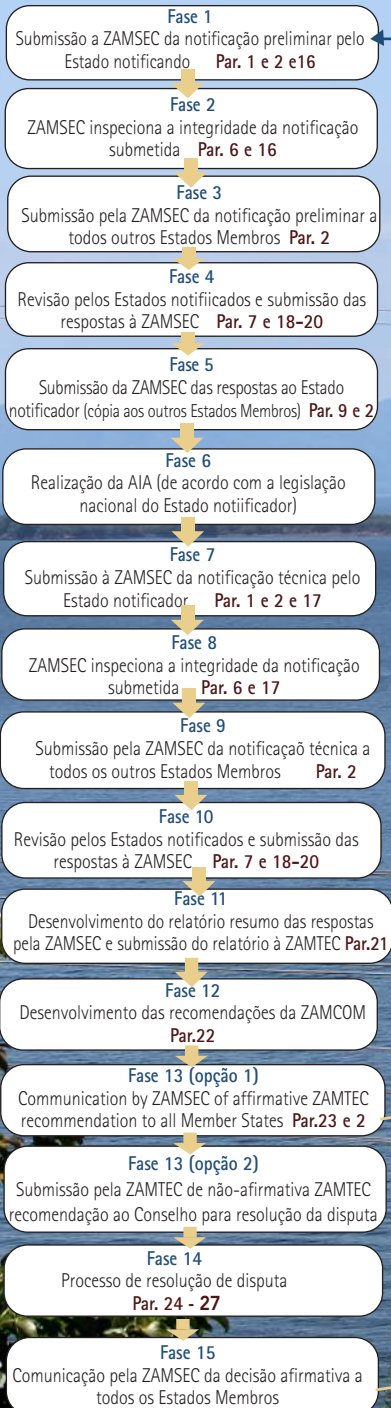 Fase 1
Submissão a ZAMSEC da notificação preliminar pelo
Estado notificando Par. 1 e 2 e16
Fase 2
ZAMSEC inspeciona a integridade da notificação
submetida Par. 6 e 16
Fase 3
Submissão pela ZAMSEC da notificação preliminar a
todos outros Estados Membros Par. 2
Fase 4
Revisão pelos Estados notifiicados e submissão das
respostas à ZAMSEC Par. 7 e 18-20
Fase 5
Submissão da ZAMSEC das respostas ao Estado
notificador (cópia aos outros Estados Membros) Par. 9 e 2
Fase 6
Realização da AIA (de acordo com a legislação
nacional do Estado notiificador)
Fase 7
Submissão à ZAMSEC da notificação técnica pelo
Estado notificador Par. 1 e 2 e 17
Fase 8
ZAMSEC inspeciona a integridade da notificação
submetida Par. 6 e 17
Fase 9
Submissão pela ZAMSEC da notificaçaõ técnica a
todos os outros Estados Membros Par. 2
Fase 10
Revisão pelos Estados notificados e submissão das
respostas à ZAMSEC Par. 7 e 18-20
Fase 11
Desenvolvimento do relatório resumo das respostas
pela ZAMSEC e submissão do relatório à ZAMTEC Par.21
Fase 12
Desenvolvimento das recomendações da ZAMCOM
Par.22
Fase 13 (opção 1)
Communication by ZAMSEC of affirmative ZAMTEC
recommendation to all Member States Par.23 e 2
Fase 13 (opção 2)
Submissão pela ZAMTEC de não-afirmativa ZAMTEC
recomendação ao Conselho para resolução da disputa
Fase 14
Processo de resolução de disputa
Par. 24 - 27
Fase 15
Comunicação pela ZAMSEC da decisão afirmativa a
todos os Estados Membros